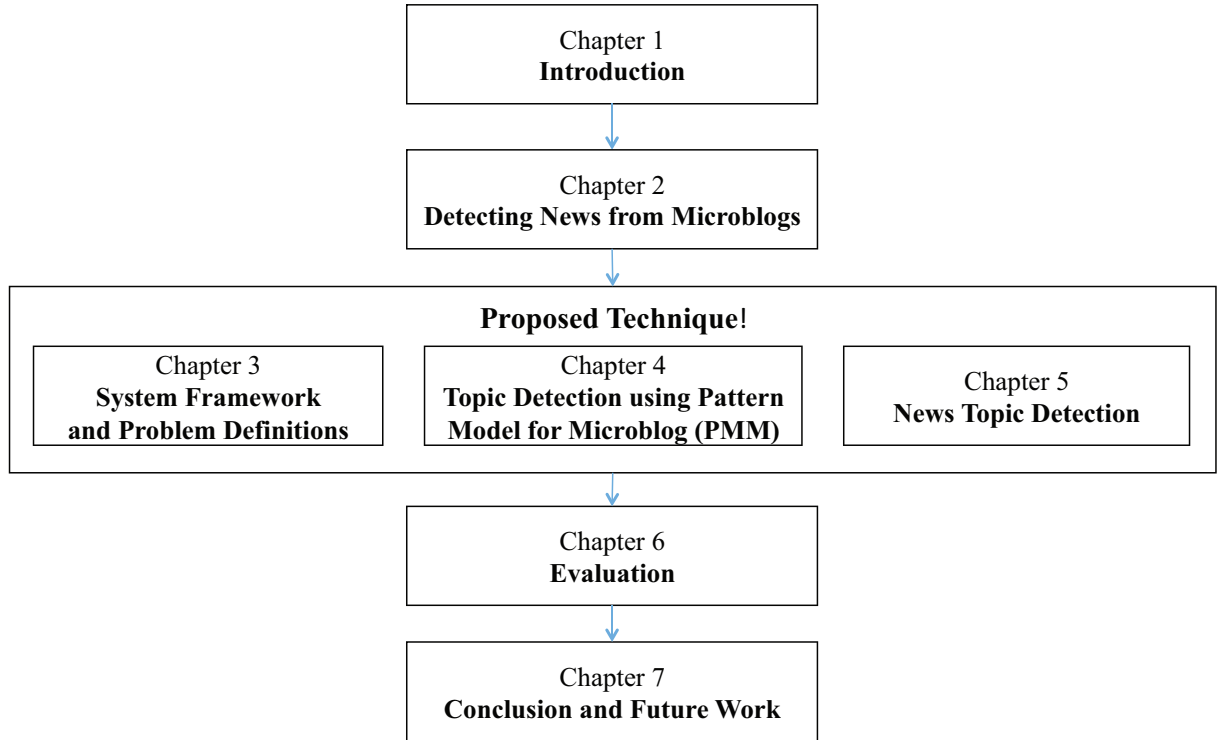 Chapter 1
Introduction
Chapter 2
Detecting News from Microblogs
Proposed Technique!
Chapter 3
System Framework
and Problem Definitions
Chapter 4
Topic Detection using Pattern
Model for Microblog (PMM)
Chapter 5
News Topic Detection
Chapter 6
Evaluation
Chapter 7
Conclusion and Future Work